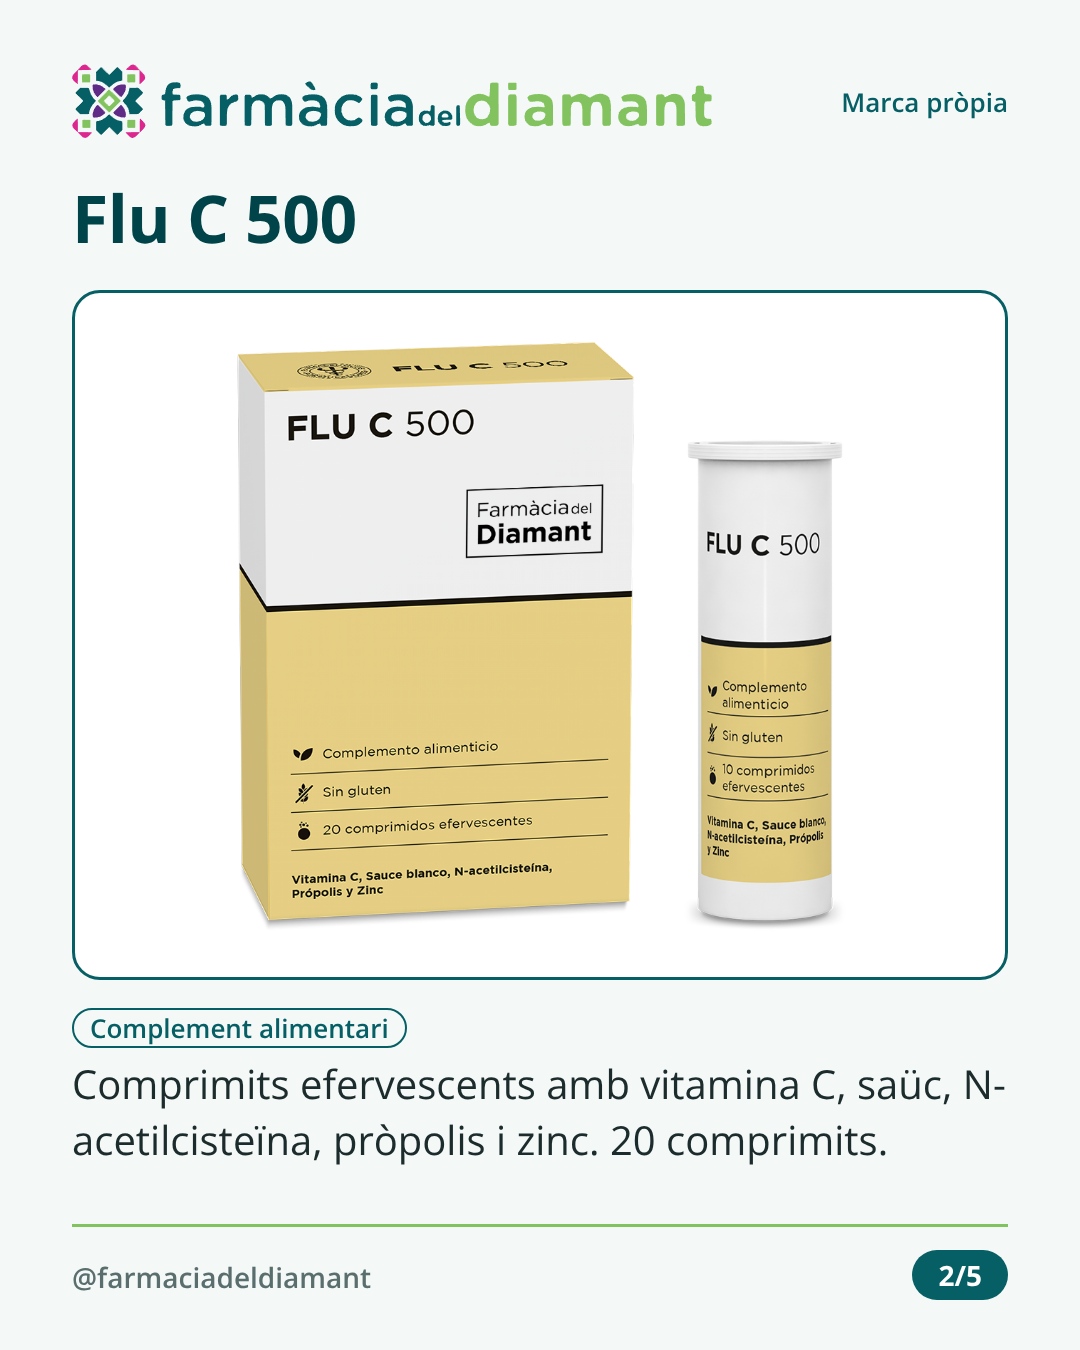 farmàciadeldiamant
Marca pròpia
Flu C 500
FLU C 500
FLU C 500
Farmàciadel
Diamant
Complemento alimenticio
Sin gluten
20 comprimidos efervescentes
Vitamina C, Sauce blanco, N-acetilcisteína,
Própolis y Zinc
FLU C 500
Complemento
alimenticio
Sin gluten
10 comprimidos
efervescentes
Vitamina C, Sauce blanco,
N-acetilcisteína, Própolis
y Zinc
Complement alimentari
Comprimits efervescents amb vitamina C, saüc, N-
acetilcisteïna, pròpolis i zinc. 20 comprimits.
@farmaciadeldiamant
2/5